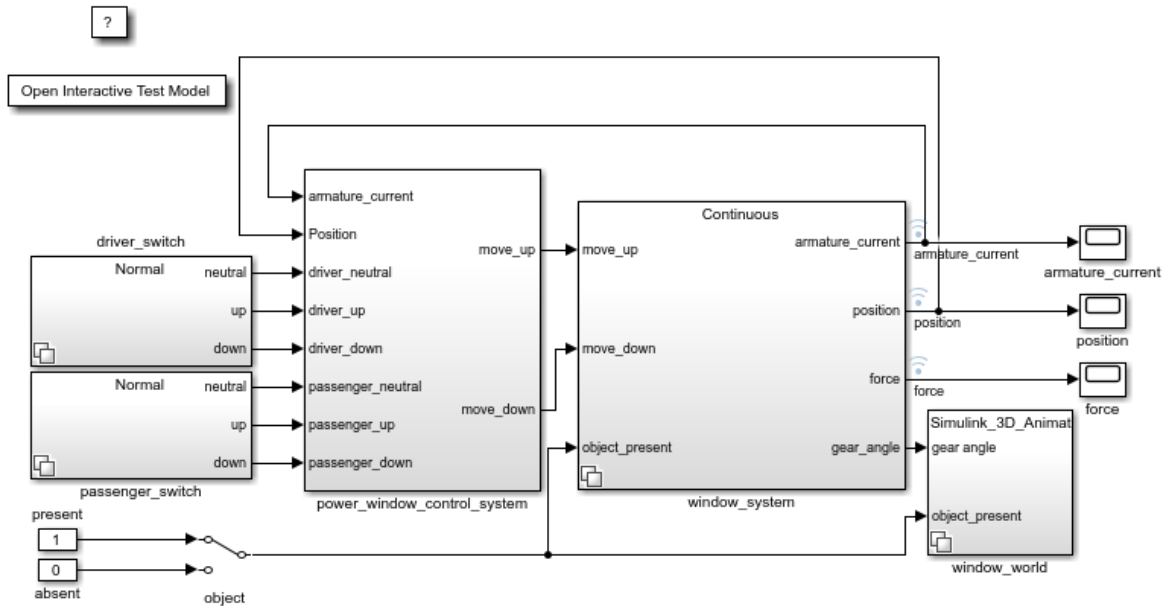 ?
Open Interactive Test Model
driver_switch
Normal
neutral
up
down
Normal
neutral
up
down
passenger_switch
present
1
0
absent
object
armature_current
Position
driver_neutral
driver_up
driver_down
passenger_neutral
passenger_up
passenger_down
move_up
move_down
power_window_control_system
Continuous
move_up
move_down
object_present
armature_current
position
force
gear_angle
window_system
armature_current
position
force
armature_current
position
force
Simulink_3D_Animat
gear angle
object_present
window_world